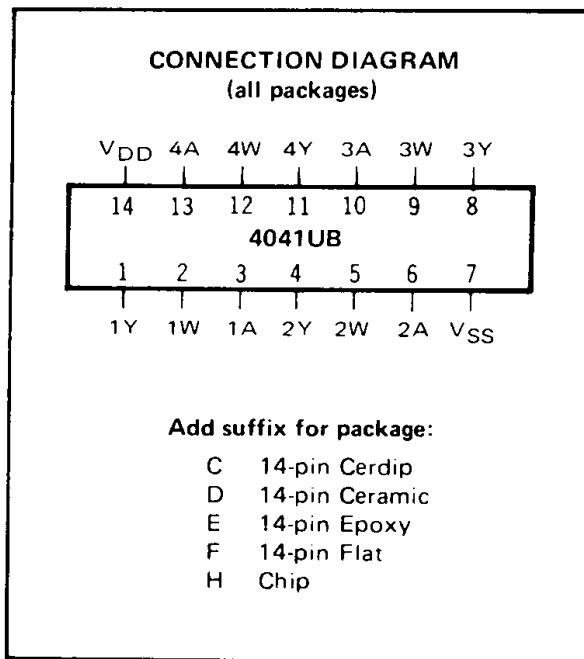 CONNECTION DIAGRAM
(all packages)
VDD 4A 4W 4Y 3A 3W 3Y
14 13 12 11 10 9 8
4041UB
1 2 3 4 5 6 7
1Y 1W 1A 2Y 2W 2A VSS
Add suffix for package:
C 14-pin Cerdip
D 14-pin Ceramic
E 14-pin Epoxy
F 14-pin Flat
H Chip